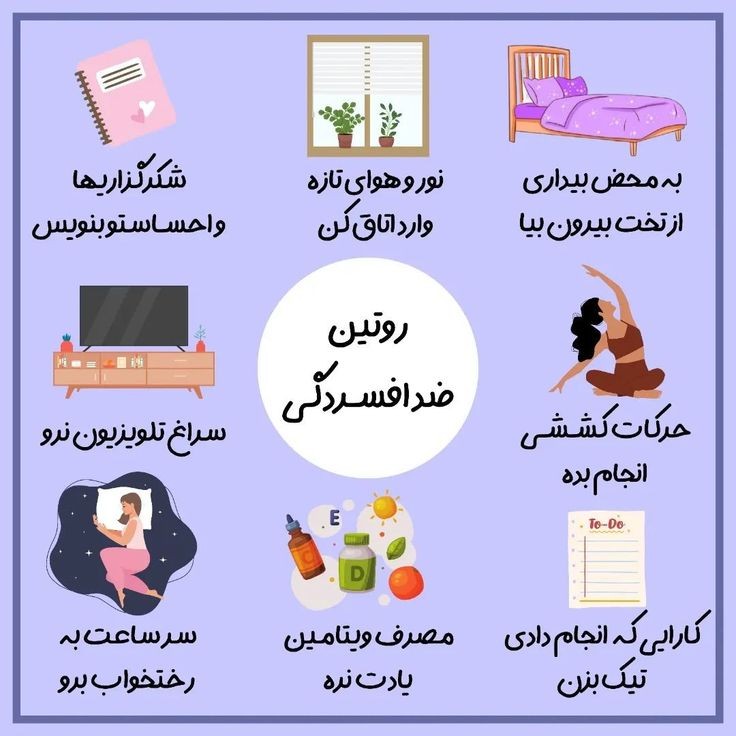 به محض بیداری
از تخت بیرون بیا
نور و هوای تازه
وارد اتاق کن
شکرگزاریها
و احساستو بنویس
روتین
ضد افسردگی
حرکات کششی
انجام بده
سراغ تلویزیون نرو
To-Do
کارایی که انجام دادی
تیک بزن
E
C
D
مصرف ویتامین
یادت نره
سر ساعت به
رختخواب برو